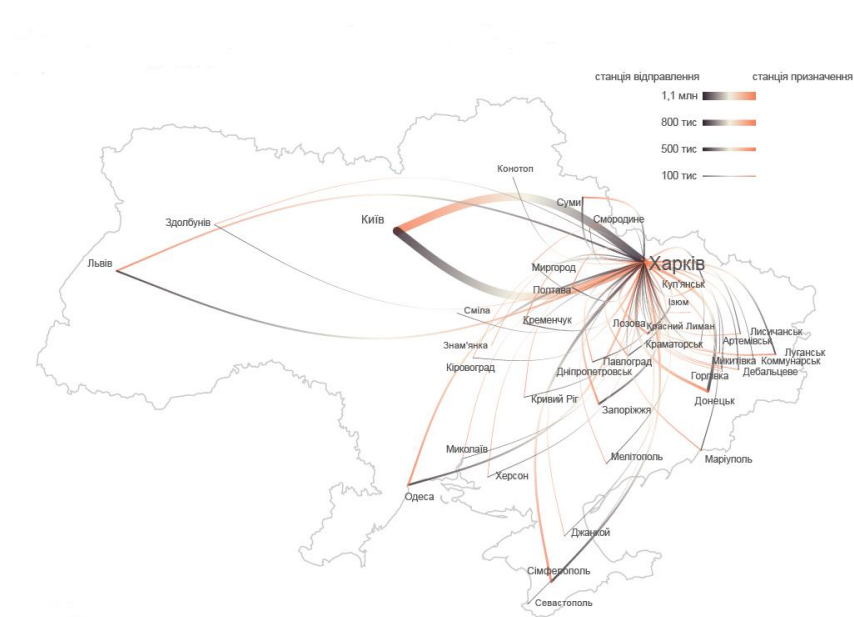 станція відправлення
станція призначення
1,1 млн
800 тис
500 тис
100 тис
Конотоп
Суми
Смородине
Київ
Здолбунів
Львів
Харків
Миргород
Куп'янськ
Полтава
Ізюм
Сміла
Кременчук
Лозова
Красний Лиман
Лисичанськ
Артемівськ
Знам'янка
Краматорськ
Луганськ
Кіровоград
Павлоград
Микитівка
Коммунарськ
Дніпропетровськ
Горлівка
Дебальцеве
Кривий Ріг
Донецьк
Запоріжжя
Миколаїв
Мелітополь
Маріуполь
Херсон
Одеса
Джанкой
Сімферополь
Севастополь